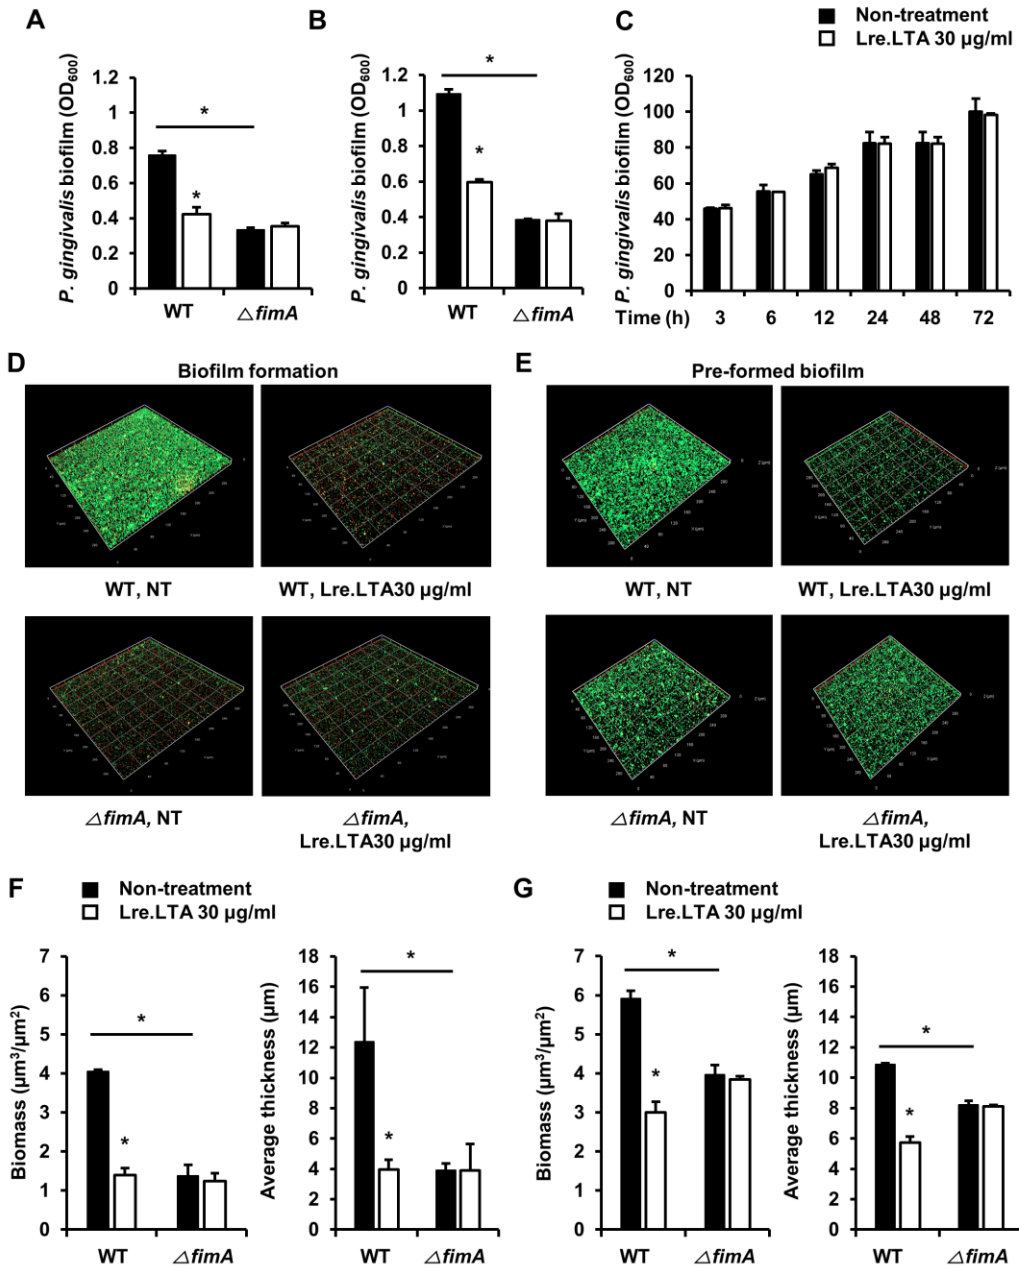 A
P. gingivalis biofilm (OD600)
1.2
1
0.8
0.6
0.4
0.2
0
*
*
WT
△fimA
B
P. gingivalis biofilm (OD600)
1.2
1
0.8
0.6
0.4
0.2
0
*
*
WT
△fimA
C
Non-treatment
Lre.LTA 30 µg/ml
P. gingivalis biofilm (OD600)
120
100
80
60
40
20
0
Time (h) 3 6 12 24 48 72
D
Biofilm formation
WT, NT
WT, Lre.LTA30 µg/ml
△fimA, NT
△fimA,
Lre.LTA30 µg/ml
E
Pre-formed biofilm
WT, NT
WT, Lre.LTA30 µg/ml
△fimA, NT
△fimA,
Lre.LTA30 µg/ml
F
Non-treatment
Lre.LTA 30 µg/ml
Biomass (µm3/µm2)
7
6
5
4
3
2
1
0
*
*
WT
△fimA
Average thickness (µm)
18
16
14
12
10
8
6
4
2
0
*
*
WT
△fimA
G
Non-treatment
Lre.LTA 30 µg/ml
Biomass (µm3/µm2)
7
6
5
4
3
2
1
0
*
*
WT
△fimA
Average thickness (µm)
18
16
14
12
10
8
6
4
2
0
*
*
WT
△fimA